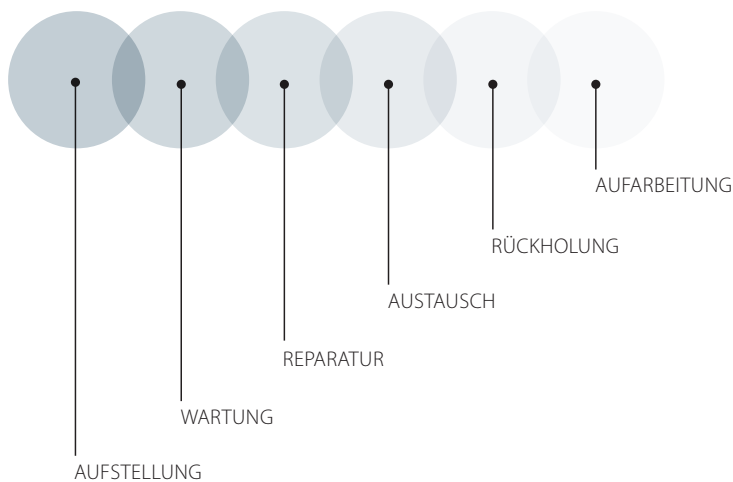 AUFARBEITUNG
RÜCKHOLUNG
AUSTAUSCH
REPARATUR
WARTUNG
AUFSTELLUNG